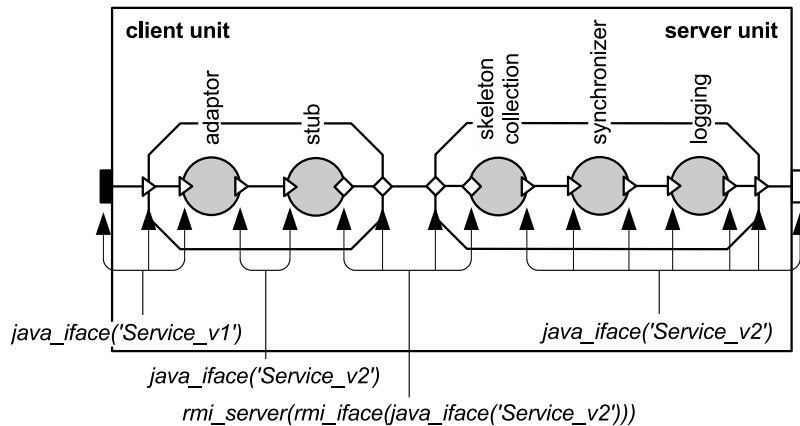 client unit
server unit
adaptor
stub
skeleton
collection
synchronizer
logging
java_iface('Service_v1')
java_iface('Service_v2')
java_iface('Service_v2')
rmi_server(rmi_iface(java_iface('Service_v2')))